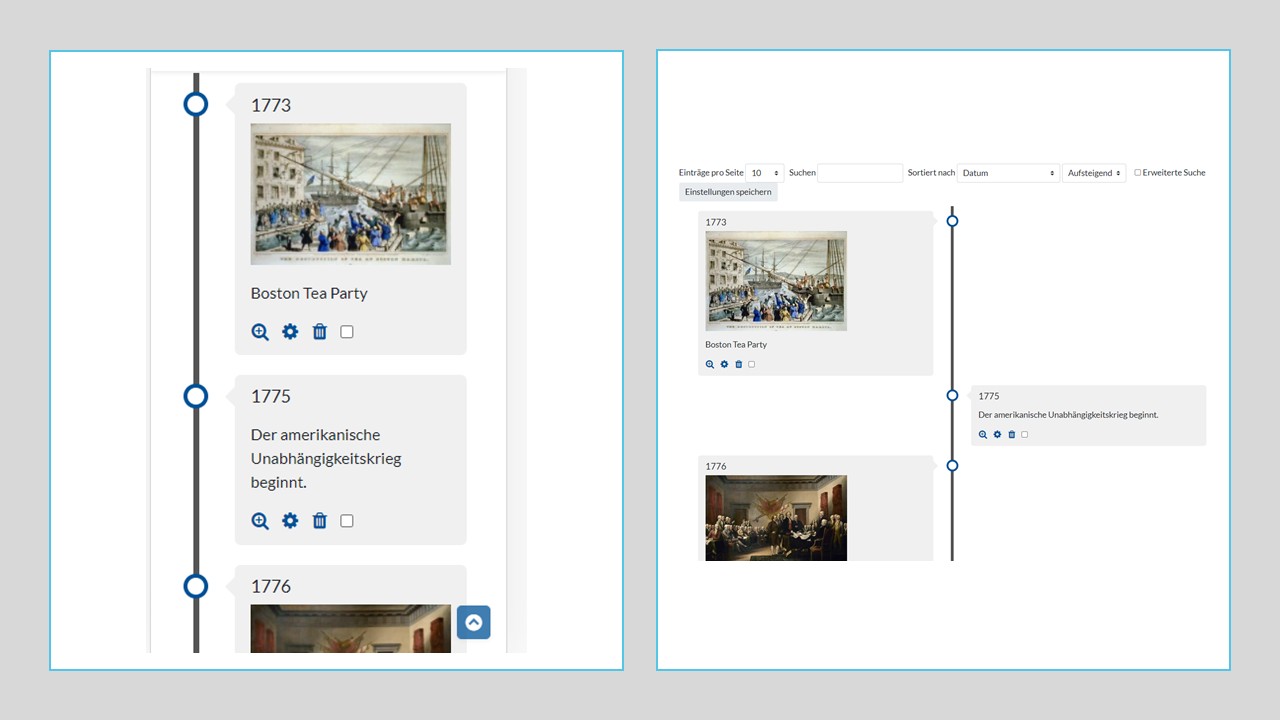 1773
Boston Tea Party
1775
Der amerikanische
Unabhängigkeitskrieg
beginnt.
1776
Einträge pro Seite 10 Suchen Sortiert nach Datum Aufsteigend Erweiterte Suche
Einstellungen speichern
1773
Boston Tea Party
1775
Der amerikanische Unabhängigkeitskrieg beginnt.
1776